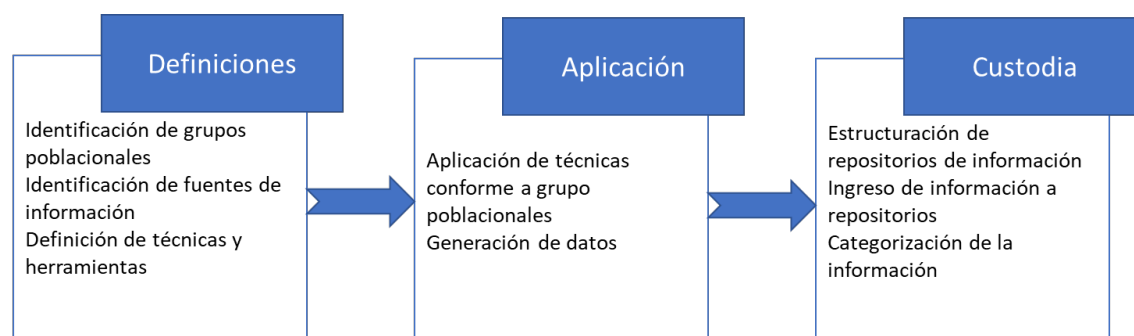 Definiciones
Identificación de grupos
poblacionales
Identificación de fuentes de
información
Definición de técnicas y
herramientas
Aplicación
Aplicación de técnicas
conforme a grupo
poblacionales
Generación de datos
Custodia
Estructuración de
repositorios de información
Ingreso de información a
repositorios
Categorización de la
información